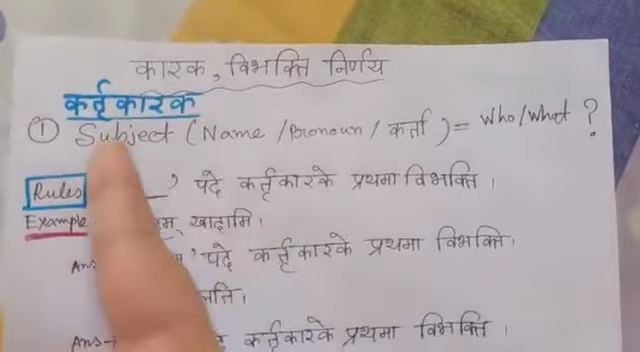 कारक, विभक्ति निर्णय
कर्तृकारक
① Subject (Name / Pronoun / कर्ता) = Who/What ?
Rules ' पदे कर्तृकारके प्रथमा विभक्ति ।
Example म् खादामि ।
Ans ' पदे कर्तृकारके प्रथमा विभक्ति ।
Ans → कर्तृकारके प्रथमा विभक्ति ।